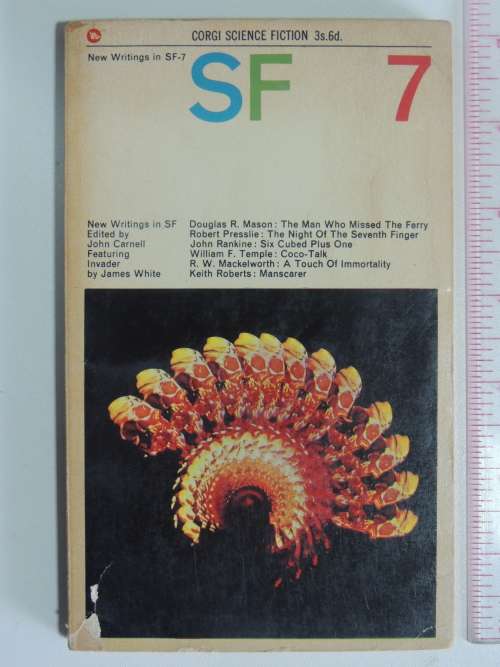 CORGI SCIENCE FICTION 3s.6d.
New Writings in SF-7
SF 7
New Writings in SF
Edited by
John Carnell
Featuring
Invader
by James White
Douglas R. Mason: The Man Who Missed The Ferry
Robert Presslie: The Night Of The Seventh Finger
John Rankine: Six Cubed Plus One
William F. Temple: Coco-Talk
R. W. Mackelworth: A Touch Of Immortality
Keith Roberts: Manscarer